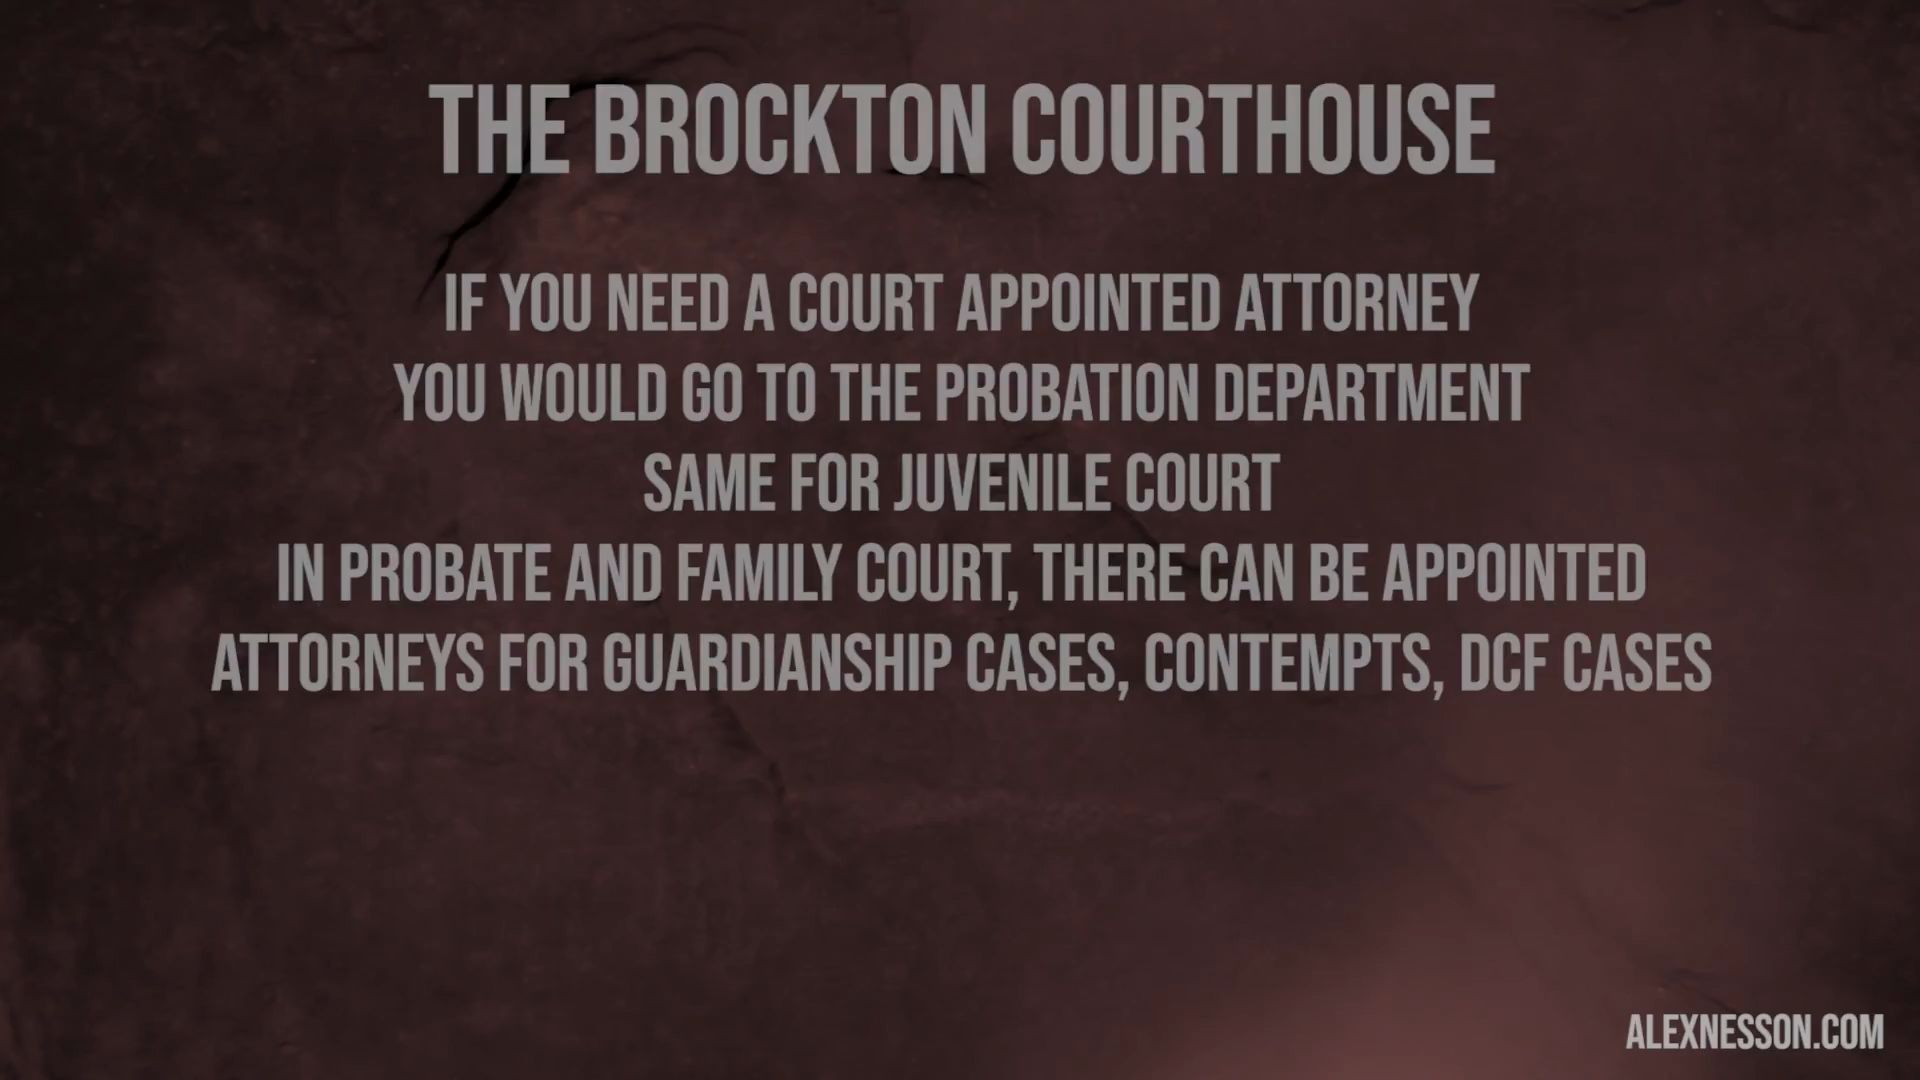 THE BROCKTON COURTHOUSE
IF YOU NEED A COURT APPOINTED ATTORNEY
YOU WOULD GO TO THE PROBATION DEPARTMENT
SAME FOR JUVENILE COURT
IN PROBATE AND FAMILY COURT, THERE CAN BE APPOINTED
ATTORNEYS FOR GUARDIANSHIP CASES, CONTEMPTS, DCF CASES
ALEXNESSON.COM